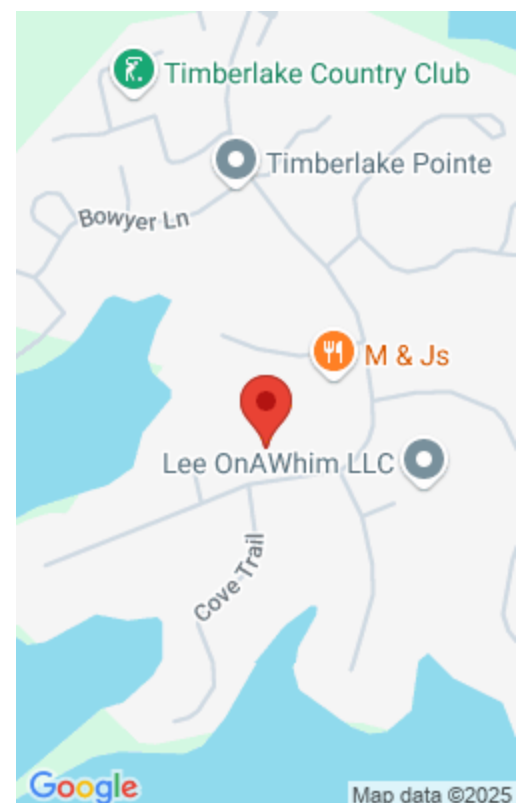 Timberlake Country Club
Timberlake Pointe
Bowyer Ln
M & Js
Lee OnAWhim LLC
Cove Trail
Google
Map data ©2025